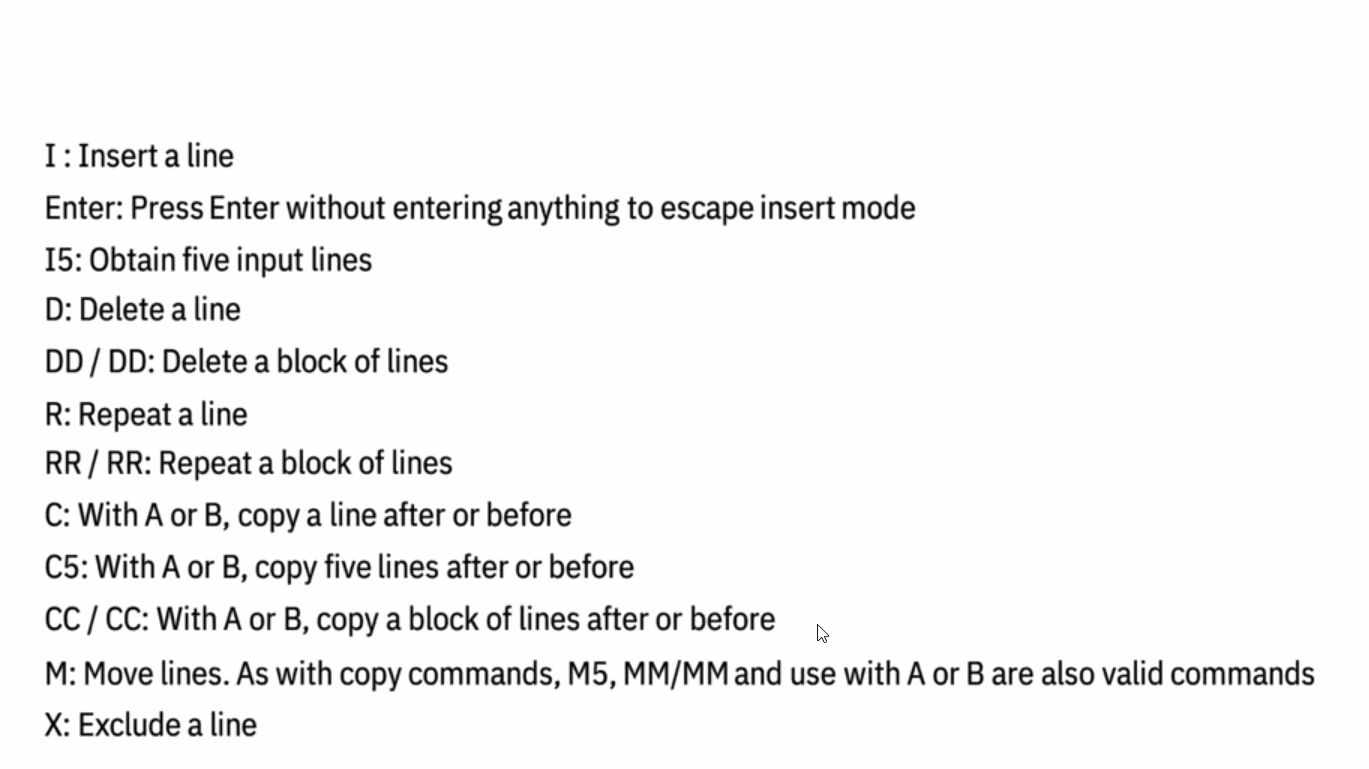 I : Insert a line
Enter: Press Enter without entering anything to escape insert mode
I5: Obtain five input lines
D: Delete a line
DD / DD: Delete a block of lines
R: Repeat a line
RR / RR: Repeat a block of lines
C: With A or B, copy a line after or before
C5: With A or B, copy five lines after or before
CC / CC: With A or B, copy a block of lines after or before
M: Move lines. As with copy commands, M5, MM/MM and use with A or B are also valid commands
X: Exclude a line